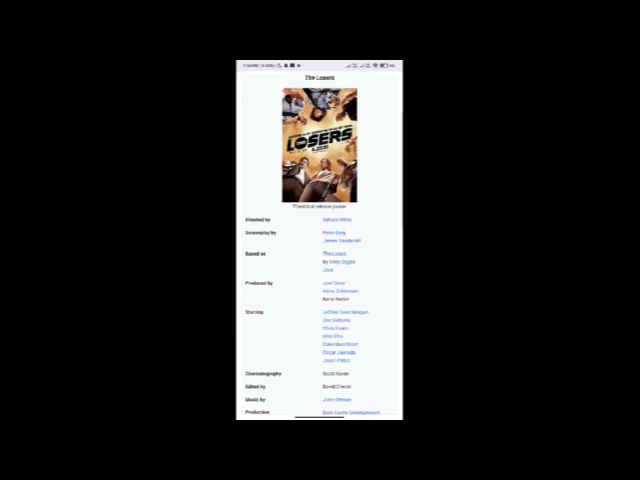 The Losers
LOSERS
Theatrical release poster
Directed by
Sylvain White
Screenplay by
Peter Berg
James Vanderbilt
Based on
The Losers
by Andy Diggle
Jock
Produced by
Joel Silver
Akiva Goldsman
Kerry Foster
Starring
Jeffrey Dean Morgan
Zoe Saldana
Chris Evans
Idris Elba
Columbus Short
Óscar Jaenada
Jason Patric
Cinematography
Scott Kevan
Edited by
David Checel
Music by
John Ottman
Production
Dark Castle Entertainment